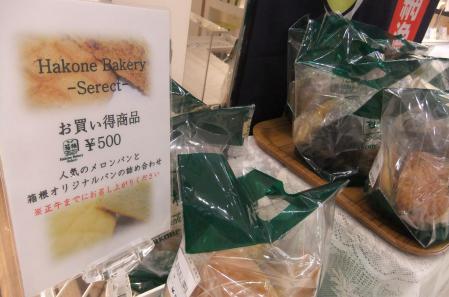 Hakone Bakery
-Serect-
お買い得商品
¥500
人気のメロンパンと
箱根オリジナルパンの詰め合わせ
※正午までにお召し上がりください